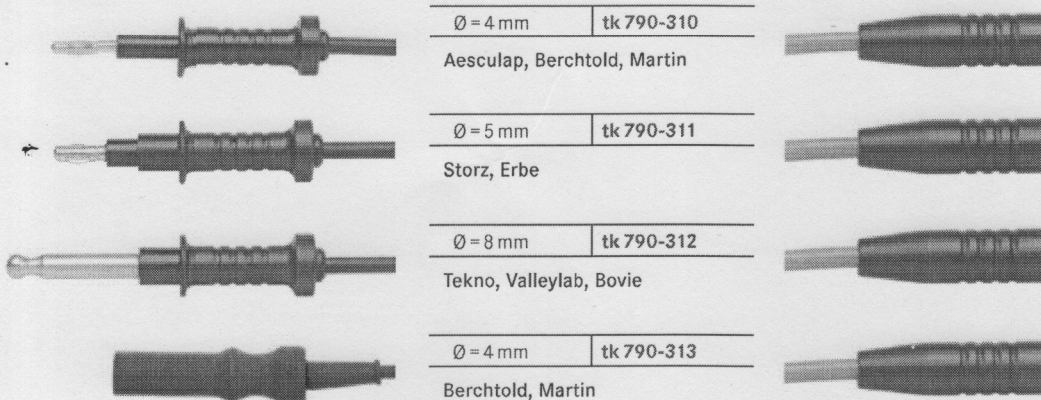 Ø = 4 mm tk 790-310
Aesculap, Berchtold, Martin
Ø = 5 mm tk 790-311
Storz, Erbe
Ø = 8 mm tk 790-312
Tekno, Valleylab, Bovie
Ø = 4 mm tk 790-313
Berchtold, Martin